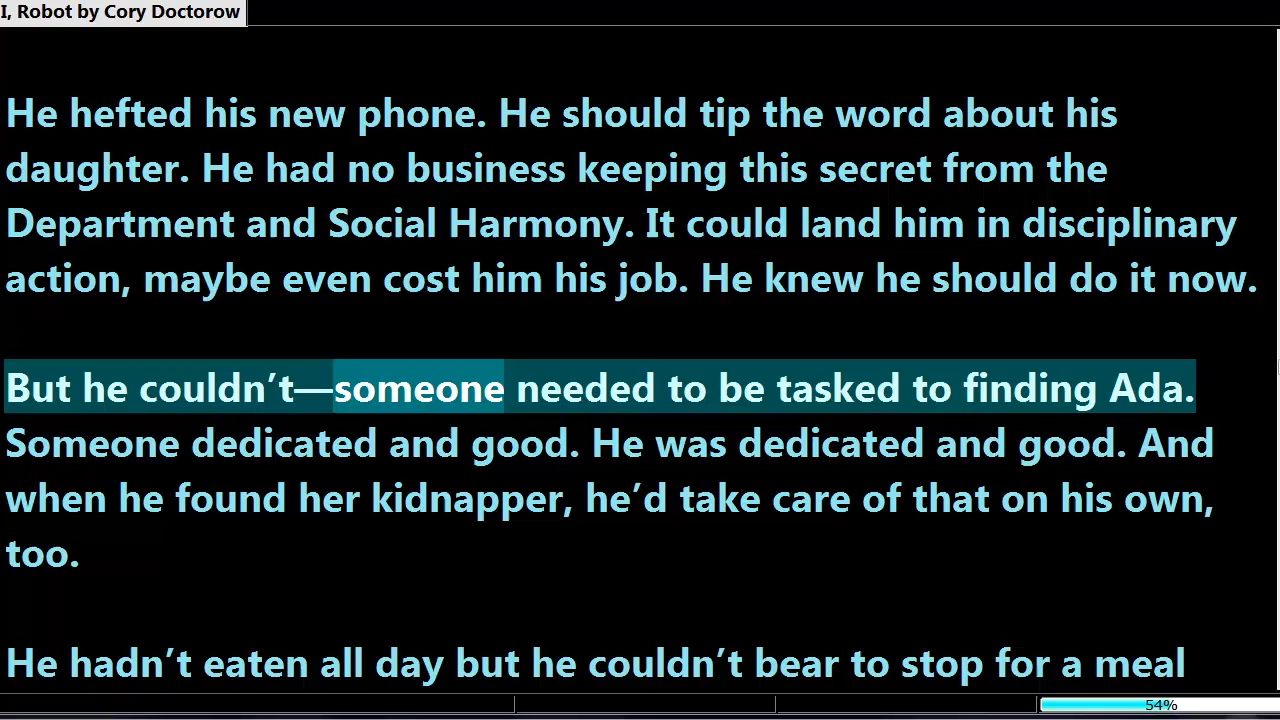 I, Robot by Cory Doctorow
He hefted his new phone. He should tip the word about his
daughter. He had no business keeping this secret from the
Department and Social Harmony. It could land him in disciplinary
action, maybe even cost him his job. He knew he should do it now.
But he couldn’t—someone needed to be tasked to finding Ada.
Someone dedicated and good. He was dedicated and good. And
when he found her kidnapper, he’d take care of that on his own,
too.
He hadn’t eaten all day but he couldn’t bear to stop for a meal
54%